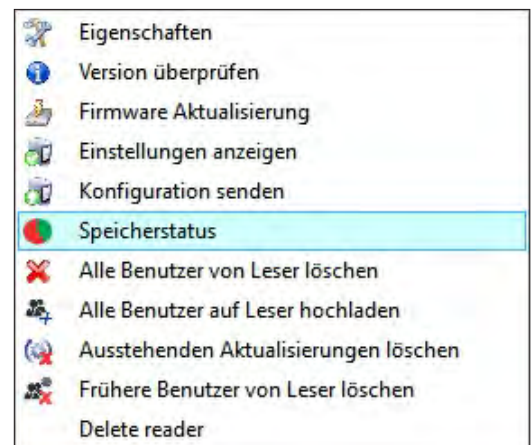 Eigenschaften
Version überprüfen
Firmware Aktualisierung
Einstellungen anzeigen
Konfiguration senden
Speicherstatus
Alle Benutzer von Leser löschen
Alle Benutzer auf Leser hochladen
Ausstehenden Aktualisierungen löschen
Frühere Benutzer von Leser löschen
Delete reader